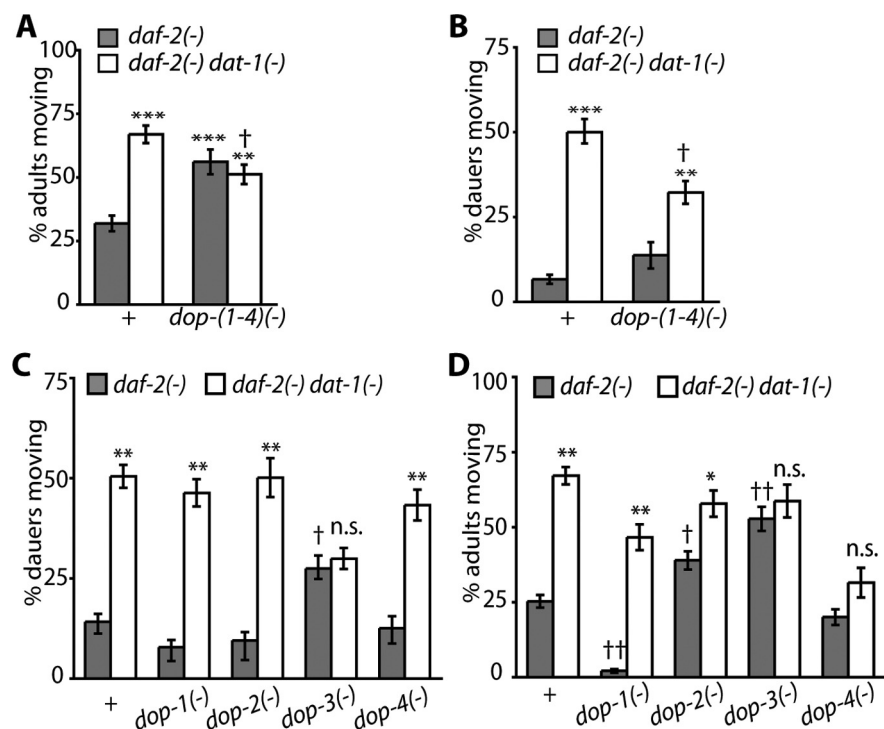 A
daf-2(-)
daf-2(-) dat-1(-)
100
75
50
25
0
% adults moving
***
***
†
**
+
dop-(1-4)(-)
B
daf-2(-)
daf-2(-) dat-1(-)
75
50
25
0
% dauers moving
***
†
**
+
dop-(1-4)(-)
C
daf-2(-)
daf-2(-) dat-1(-)
75
50
25
0
% dauers moving
**
**
**
†
n.s.
**
+
dop-1(-)
dop-2(-)
dop-3(-)
dop-4(-)
D
daf-2(-)
daf-2(-) dat-1(-)
100
75
50
25
0
% adults moving
**
††
**
†
*
††
n.s.
n.s.
+
dop-1(-)
dop-2(-)
dop-3(-)
dop-4(-)